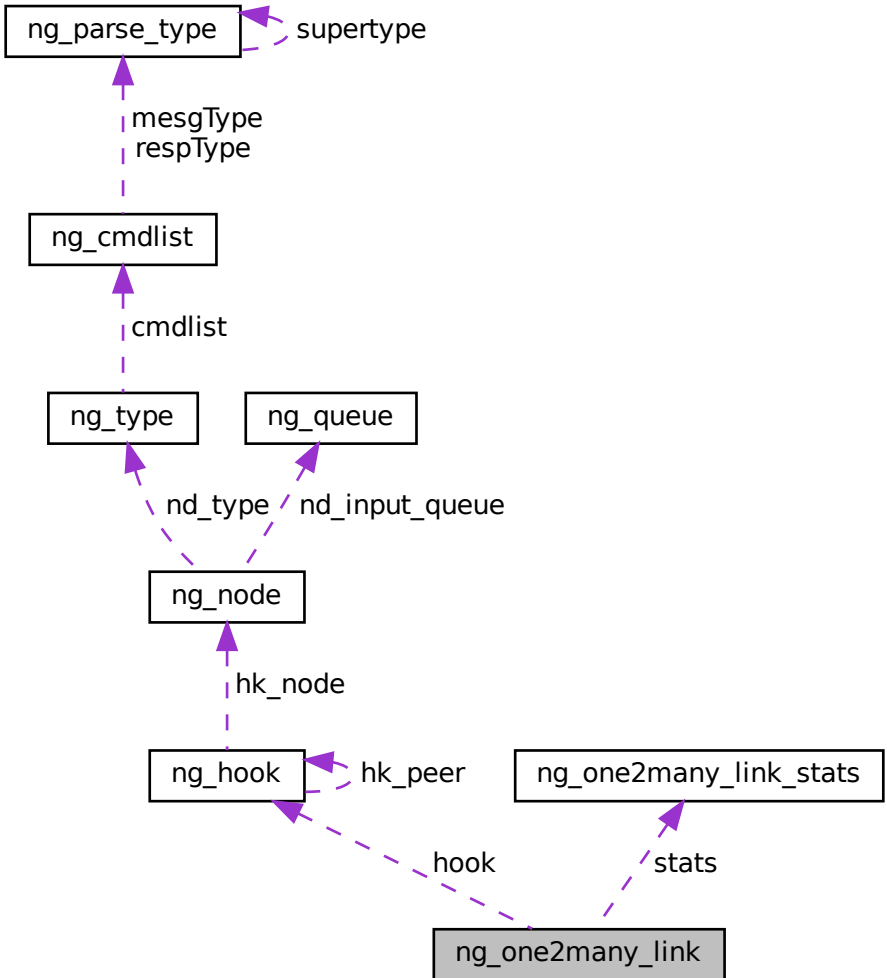 ng_parse_type
supertype
mesgType
respType
ng_cmdlist
cmdlist
ng_type
ng_queue
nd_type
nd_input_queue
ng_node
hk_node
ng_hook
hk_peer
ng_one2many_link_stats
hook
stats
ng_one2many_link